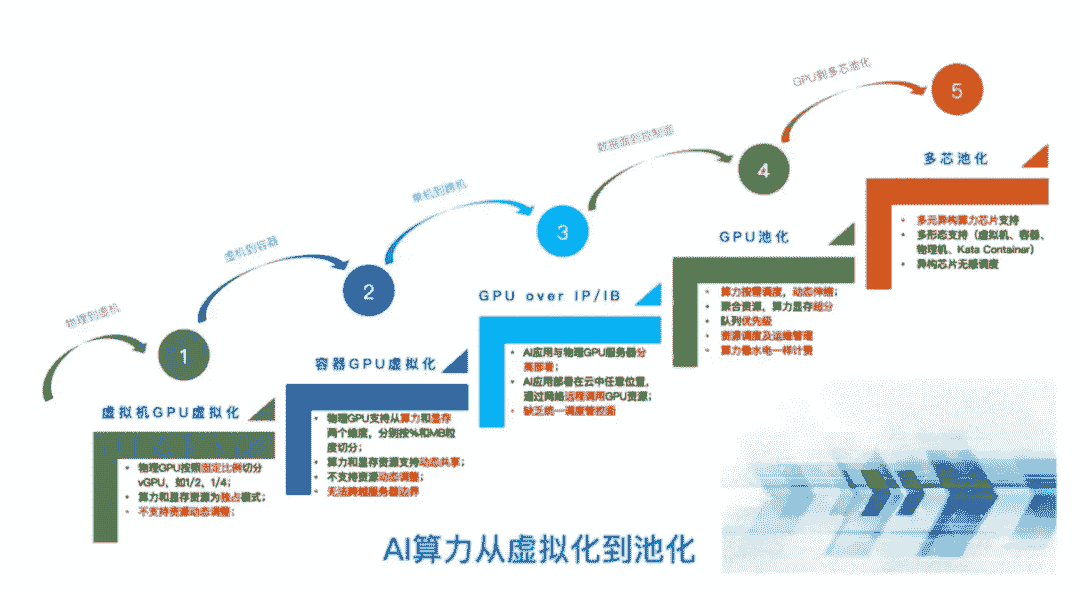 物理到虚机
1
虚拟机GPU虚拟化
• 物理GPU按照固定比例切分
vGPU，如1/2，1/4；
• 算力和显存资源为独占模式；
• 不支持资源动态调整；
虚机到容器
2
容器GPU虚拟化
• 物理GPU支持从算力和显存
两个维度，分别按%和MB粒
度切分；
• 算力和显存资源支持动态共享；
• 不支持资源动态调整；
• 无法跨越服务器边界
单机到跨机
3
GPU over IP/IB
• AI应用与物理GPU服务器分
离部署；
• AI应用部署在云中任意位置，
通过网络远程调用GPU资源；
• 缺乏统一调度管控面
数据面到控制面
4
GPU池化
• 算力按需调度，动态伸缩；
• 聚合资源，算力显存超分
• 队列优先级
• 资源调度及运维管理
• 算力像水电一样计费
GPU到多芯池化
5
多芯池化
• 多元异构算力芯片支持
• 多形态支持（虚拟机、容器、
物理机、Kata Container）
• 异构芯片无感调度
AI算力从虚拟化到池化